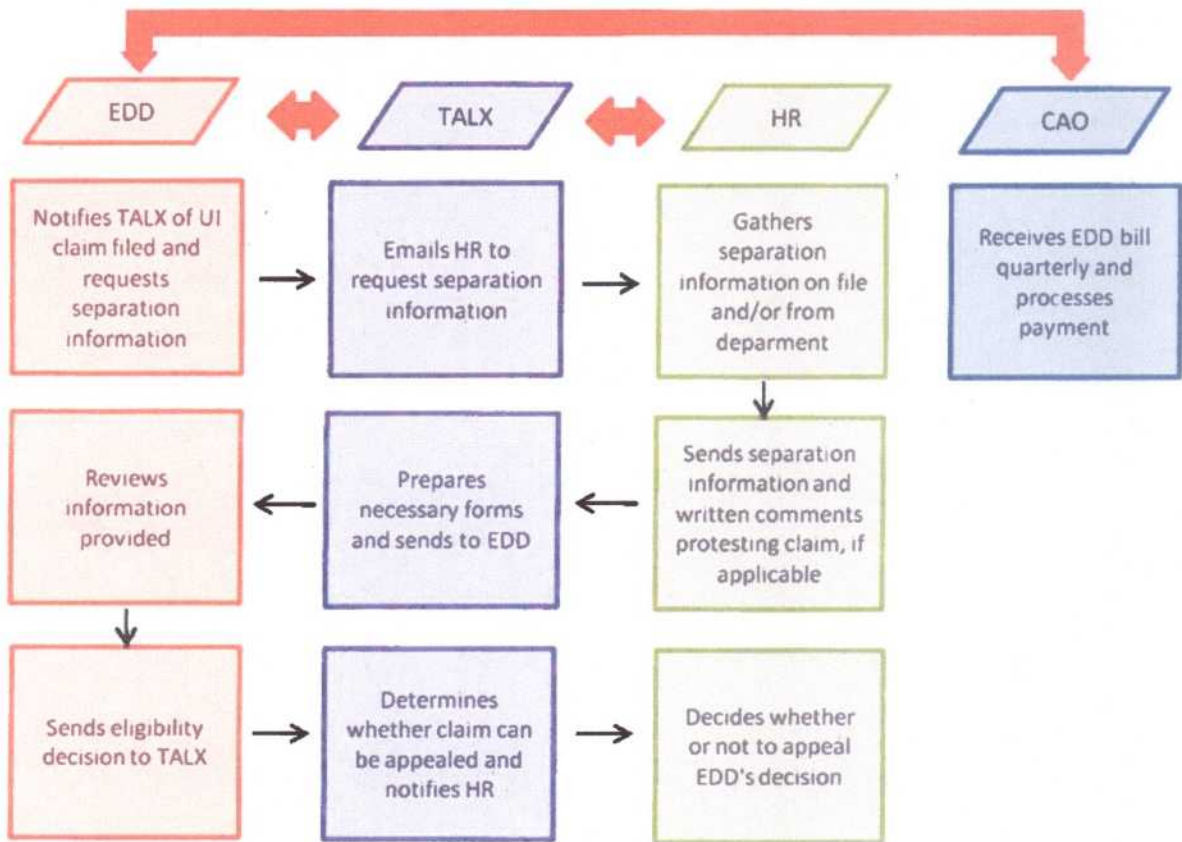 EDD
TALX
HR
CAO
Notifies TALX of UI
claim filed and
requests
separation
information
Emails HR to
request separation
information
Gathers
separation
information on file
and/or from
deparment
Receives EDD bill
quarterly and
processes
payment
Reviews
information
provided
Prepares
necessary forms
and sends to EDD
Sends separation
information and
written comments
protesting claim, if
applicable
Sends eligibility
decision to TALX
Determines
whether claim can
be appealed and
notifies HR
Decides whether
or not to appeal
EDD's decision